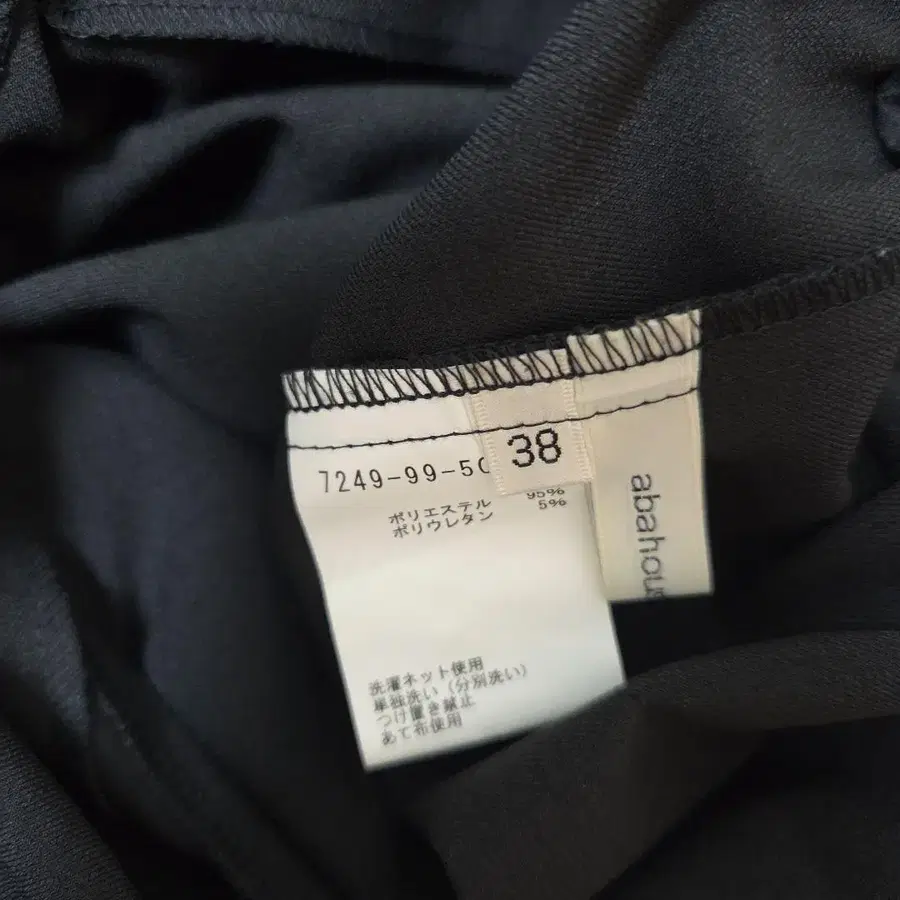 7249-99-50
38
ポリエステル 95%
ポリウレタン 5%
abahous
洗濯ネット使用
単独洗い(分別洗い)
つけ置き禁止
あて布使用